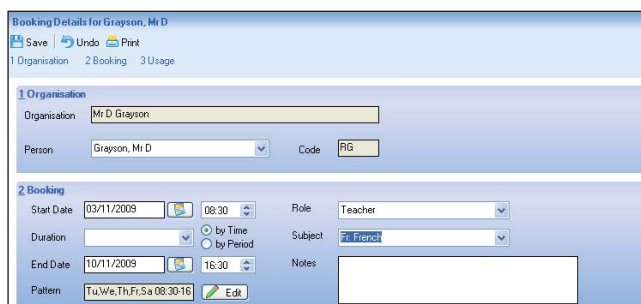 Booking Details for Grayson, Mr D
Save Undo Print
1 Organisation 2 Booking 3 Usage
1 Organisation
Organisation Mr D Grayson
Person Grayson, Mr D Code RG
2 Booking
Start Date 03/11/2009 08:30 Role Teacher
Duration by Time by Period Subject Fr: French
End Date 10/11/2009 16:30 Notes
Pattern Tu,We,Th,Fr,Sa 08:30-16 Edit